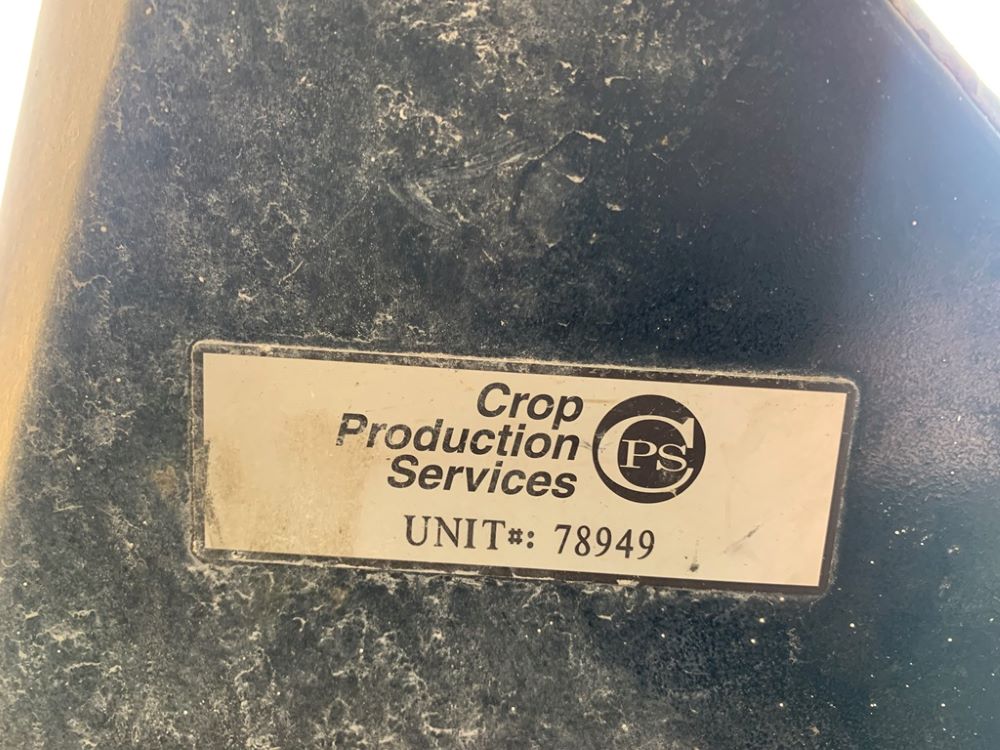 Crop
Production
Services
CPS
UNIT#: 78949